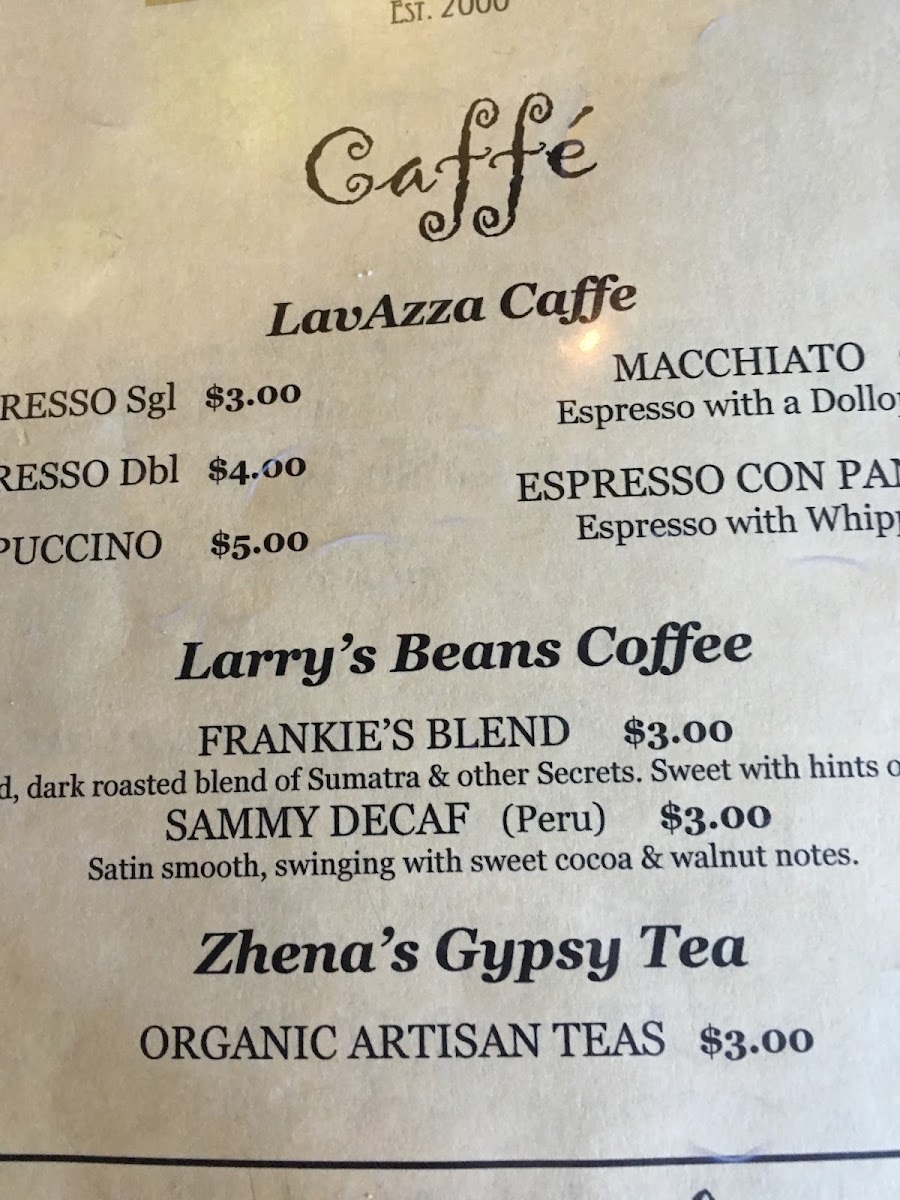 EST. 2000
Caffé
LavAzza Caffe
RESSO Sgl $3.00
MACCHIATO
Espresso with a Dollo
RESSO Dbl $4.00
ESPRESSO CON PAN
Espresso with Whip
PUCCINO $5.00
Larry's Beans Coffee
FRANKIE'S BLEND $3.00
d, dark roasted blend of Sumatra & other Secrets. Sweet with hints o
SAMMY DECAF (Peru) $3.00
Satin smooth, swinging with sweet cocoa & walnut notes.
Zhena's Gypsy Tea
ORGANIC ARTISAN TEAS $3.00